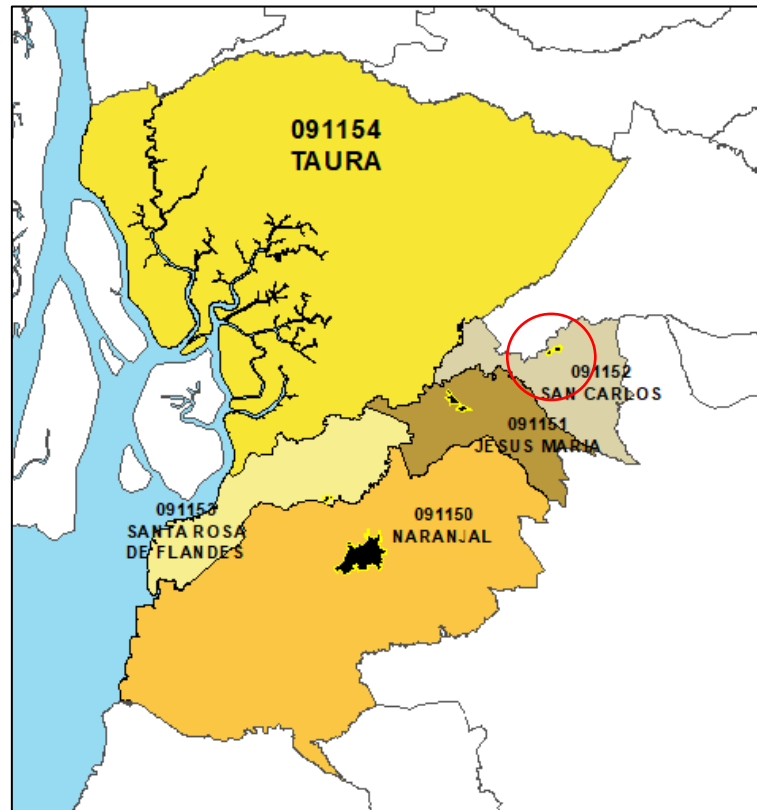 091154
TAURA
091152
SAN CARLOS
091151
JESUS MARIA
091153
SANTA ROSA
DE FLANDES
091150
NARANJAL